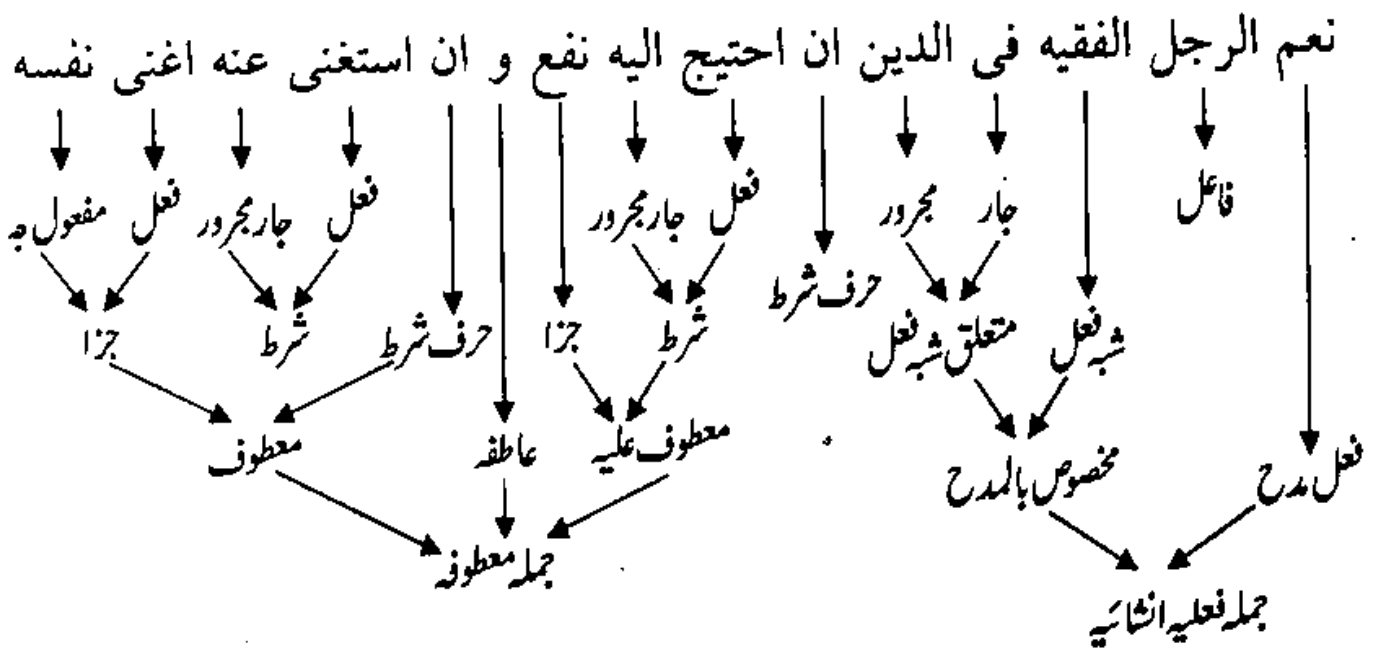 نعم الرجل الفقیه فی الدین ان احتیج الیه نفع و ان استغنی عنه اغنی نفسه
فاعل جار مجرور فعل جار مجرور فعل جار مجرور فعل مفعول بہ
حرف شرط
شبہ فعل متعلق شبہ فعل شرط جزا حرف شرط شرط جزا
فعل مدح مخصوص بالمدح معطوف علیہ عاطفہ معطوف
جملہ معطوفہ
جملہ فعلیہ انشائیہ